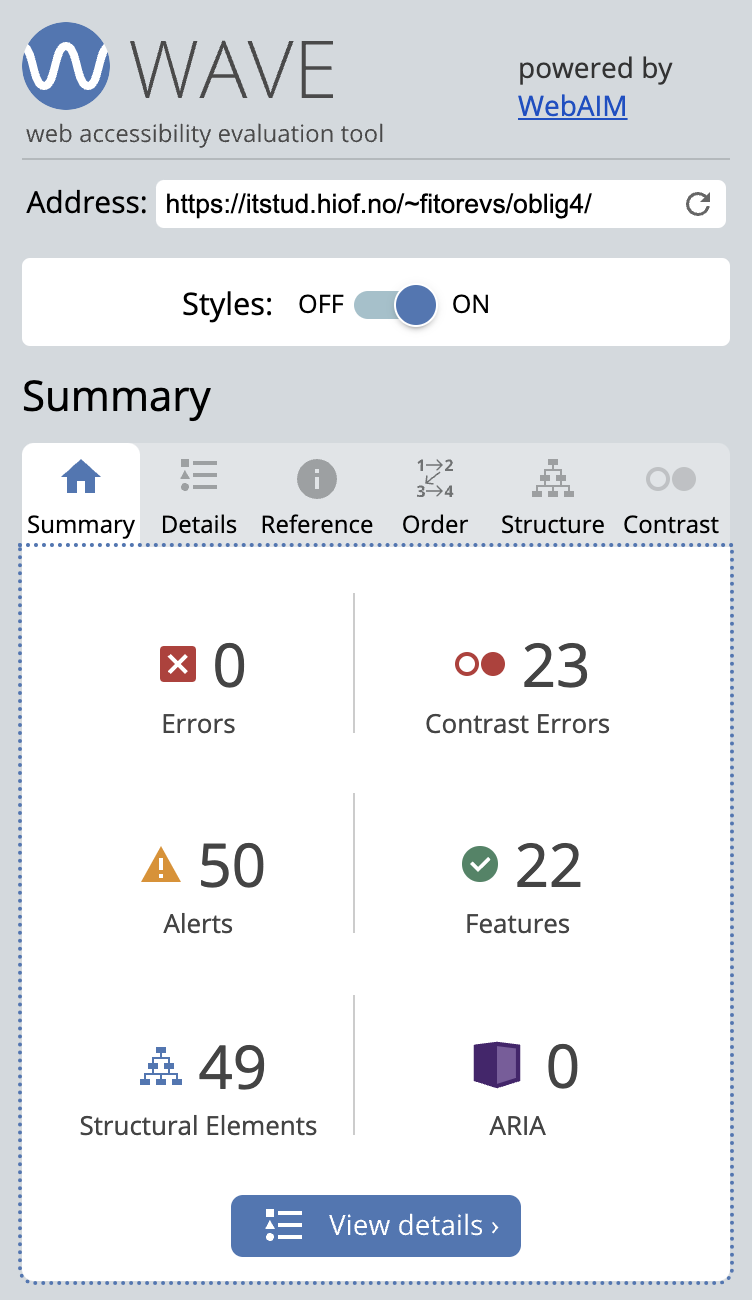 WAVE
powered by
WebAIM
web accessibility evaluation tool
Address: https://itstud.hiof.no/~fitorevs/oblig4/
Styles: OFF ON
Summary
1→2
3→4
Summary Details Reference Order Structure Contrast
0 23
Errors Contrast Errors
50 22
Alerts Features
49 0
Structural Elements ARIA
View details ›